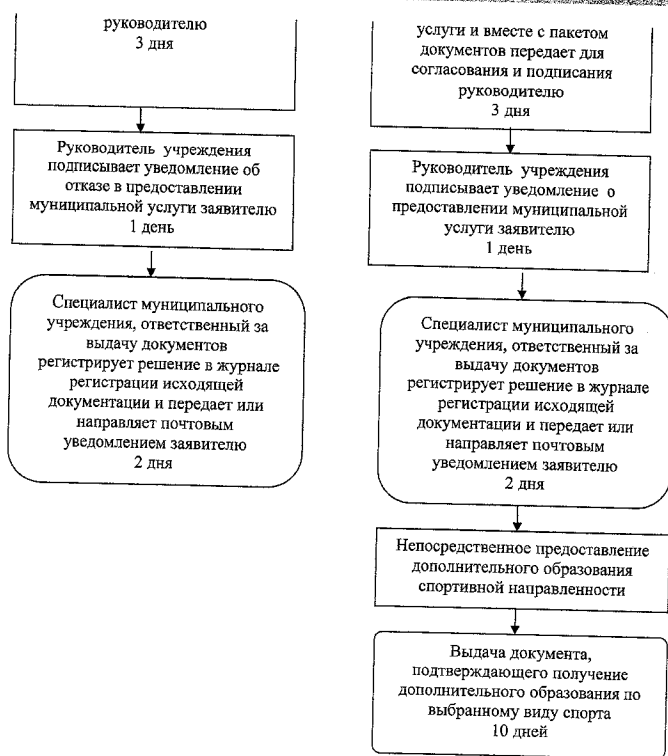 руководителю
3 дня
Руководитель учреждения
подписывает уведомление об
отказе в предоставлении
муниципальной услуги заявителю
1 день
Специалист муниципального
учреждения, ответственный за
выдачу документов
регистрирует решение в журнале
регистрации исходящей
документации и передает или
направляет почтовым
уведомлением заявителю
2 дня
услуги и вместе с пакетом
документов передает для
согласования и подписания
руководителю
3 дня
Руководитель учреждения
подписывает уведомление о
предоставлении муниципальной
услуги заявителю
1 день
Специалист муниципального
учреждения, ответственный за
выдачу документов
регистрирует решение в журнале
регистрации исходящей
документации и передает или
направляет почтовым
уведомлением заявителю
2 дня
Непосредственное предоставление
дополнительного образования
спортивной направленности
Выдача документа,
подтверждающего получение
дополнительного образования по
выбранному виду спорта
10 дней